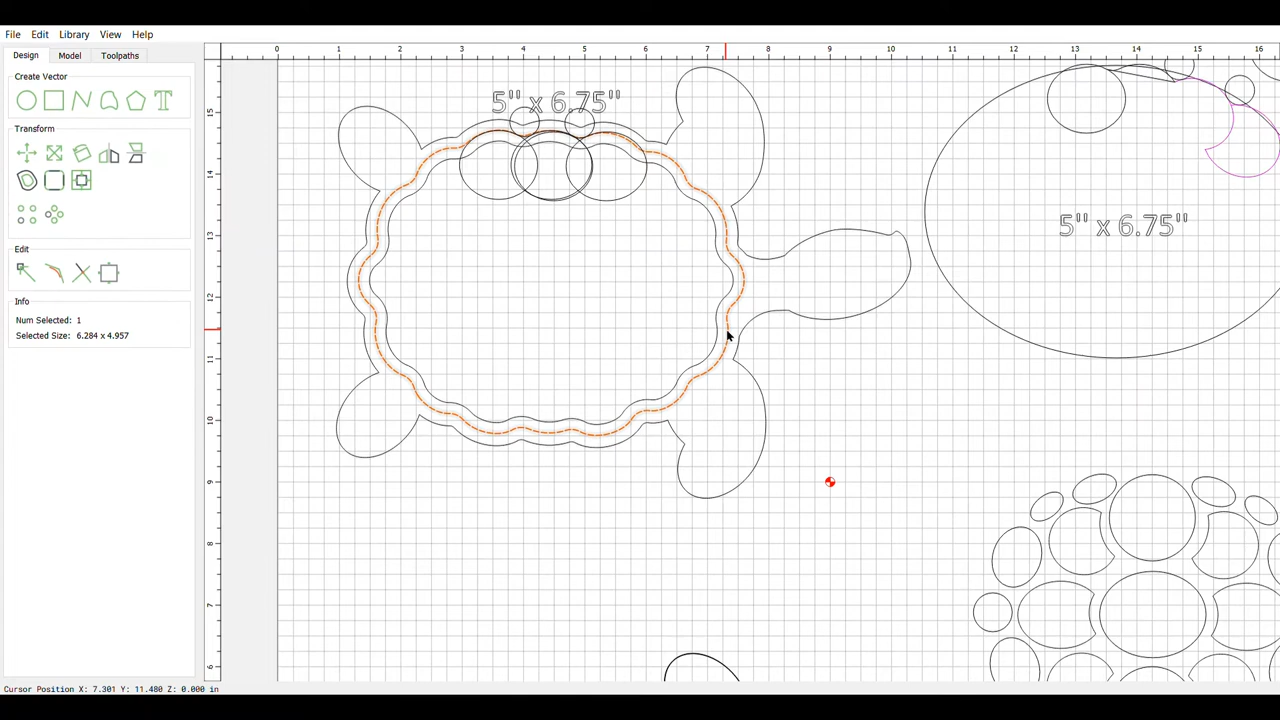 File Edit Library View Help
Design Model Toolpaths
Create Vector
Transform
Edit
Info
Num Selected: 1
Selected Size: 6.284 x 4.957
0 1 2 3 4 5 6 7 8 9 10 11 12 13 14 15 16
15
14
13
12
11
10
9
8
7
6
5" x 6.75"
5" x 6.75"
Cursor Position X: 7.301 Y: 11.480 Z: 0.000 in